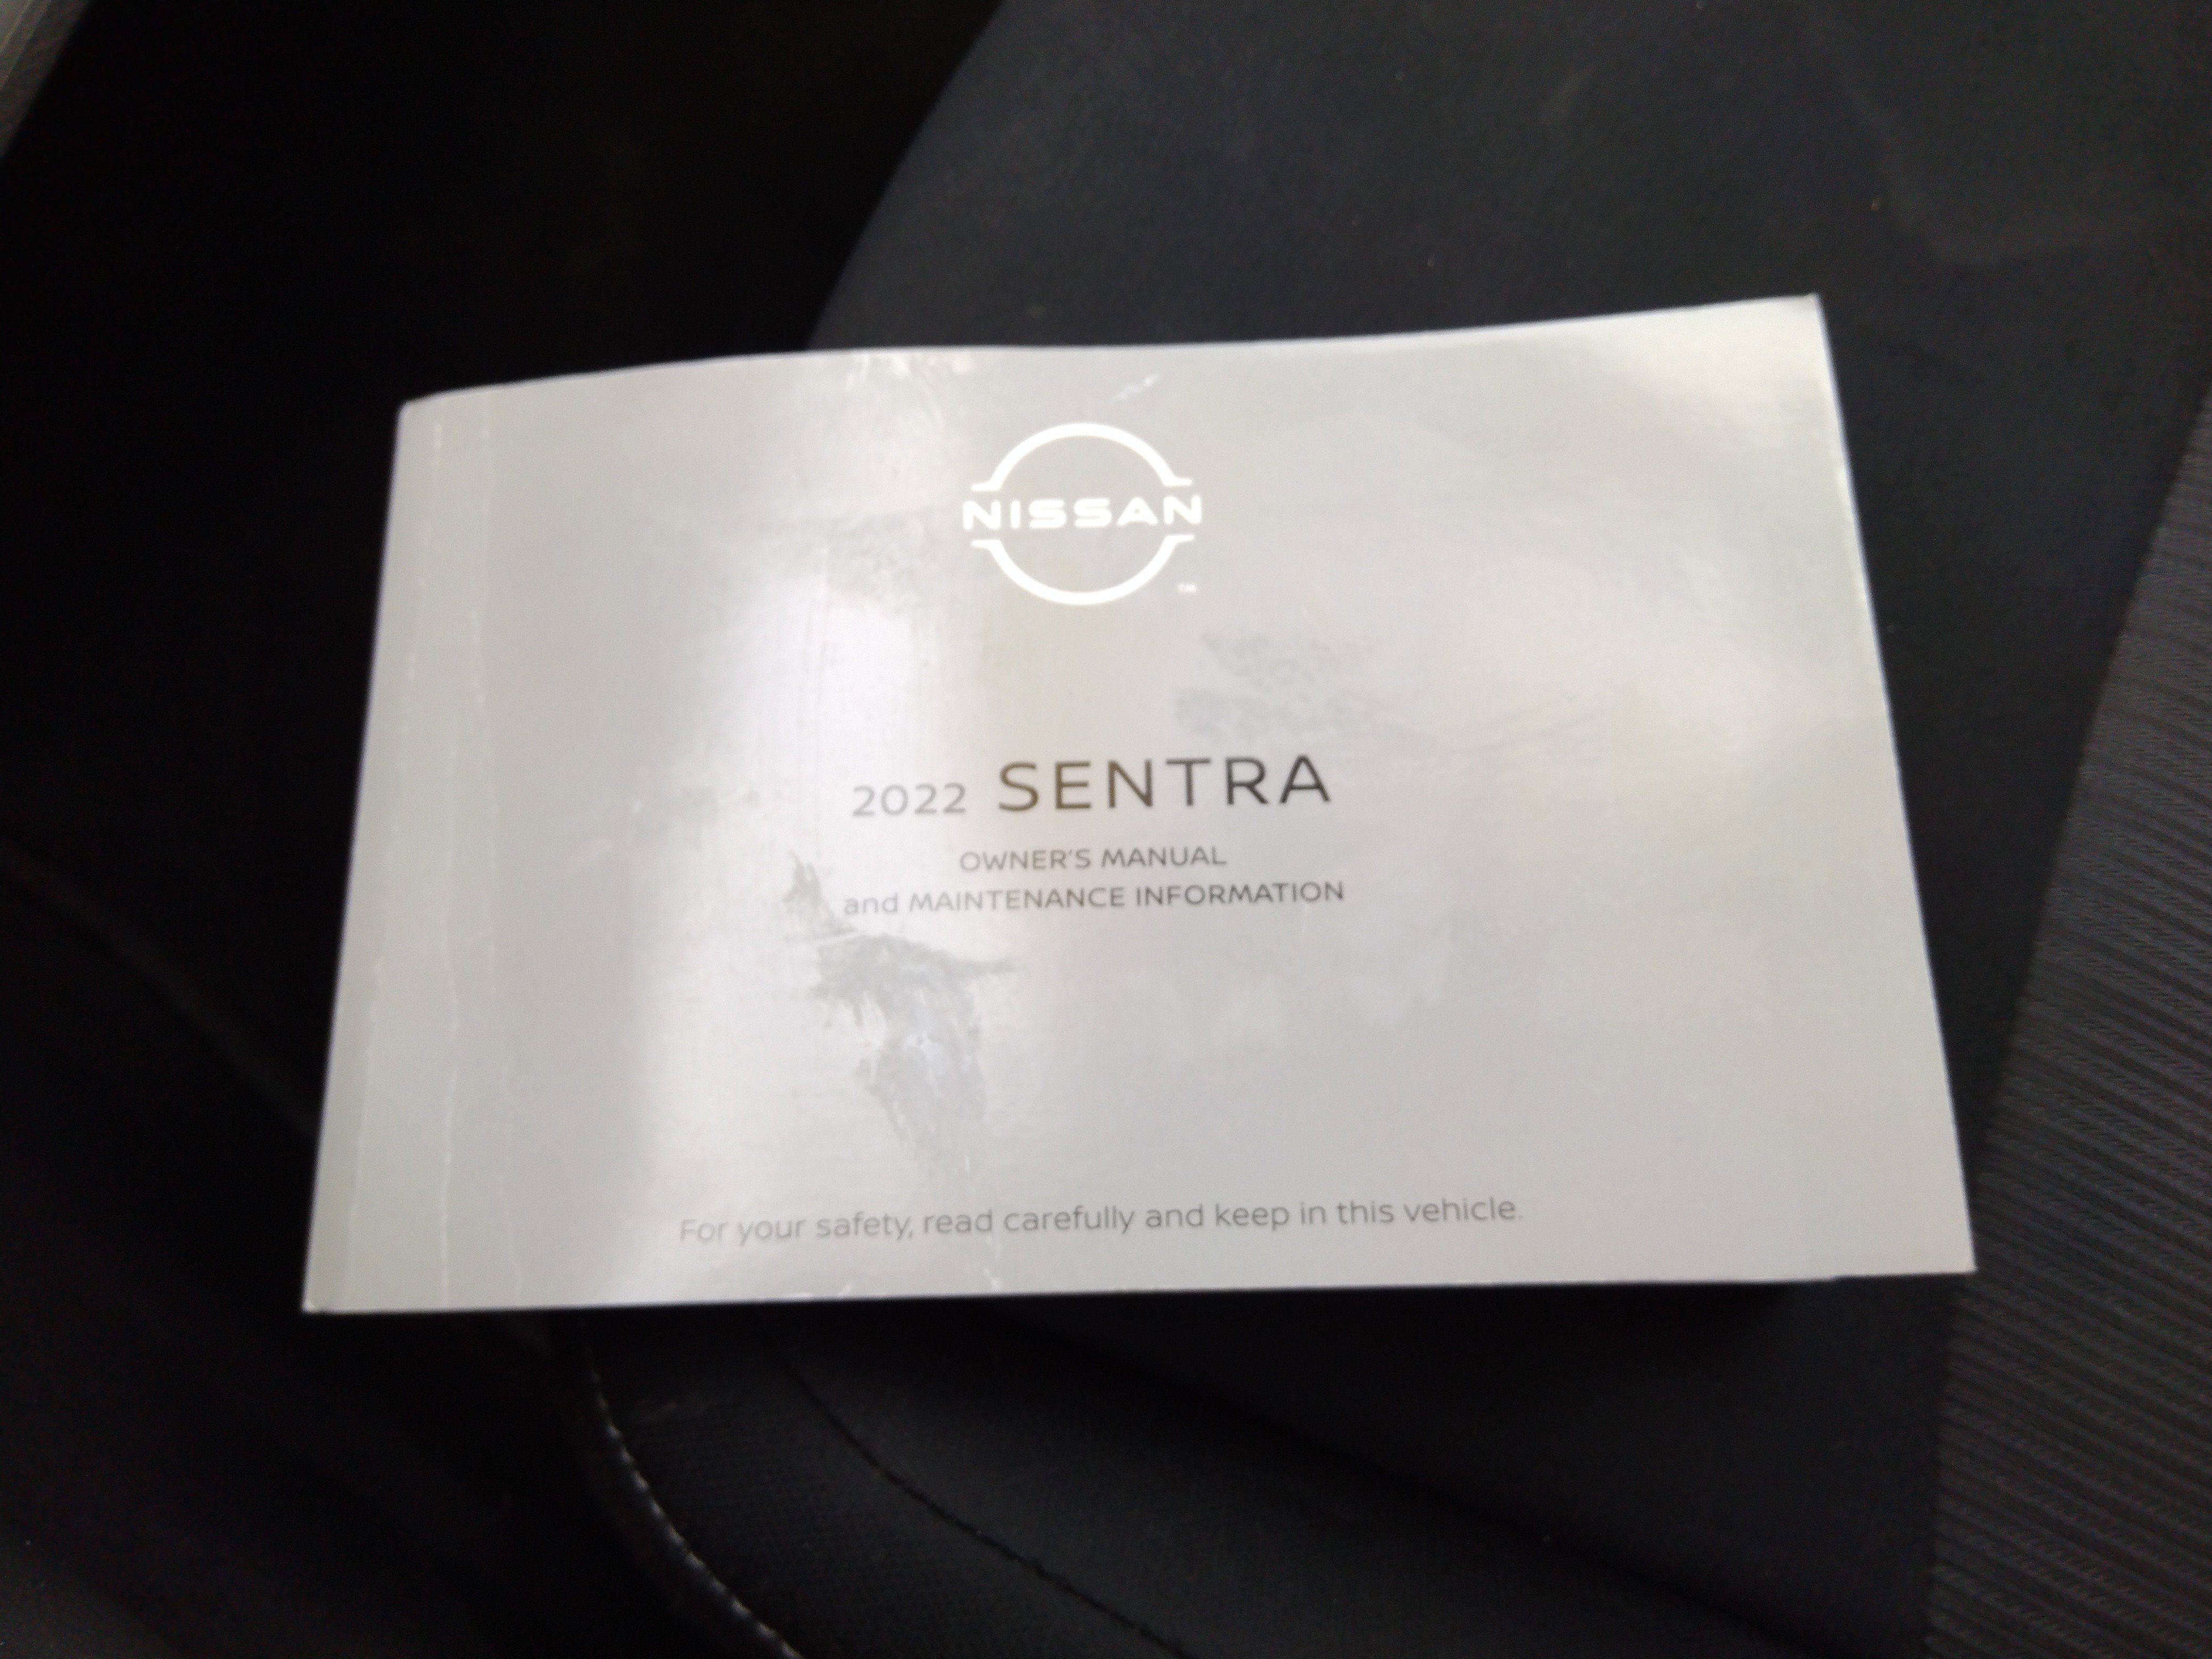 NISSAN
TM
2022 SENTRA
OWNER'S MANUAL
and MAINTENANCE INFORMATION
For your safety, read carefully and keep in this vehicle.